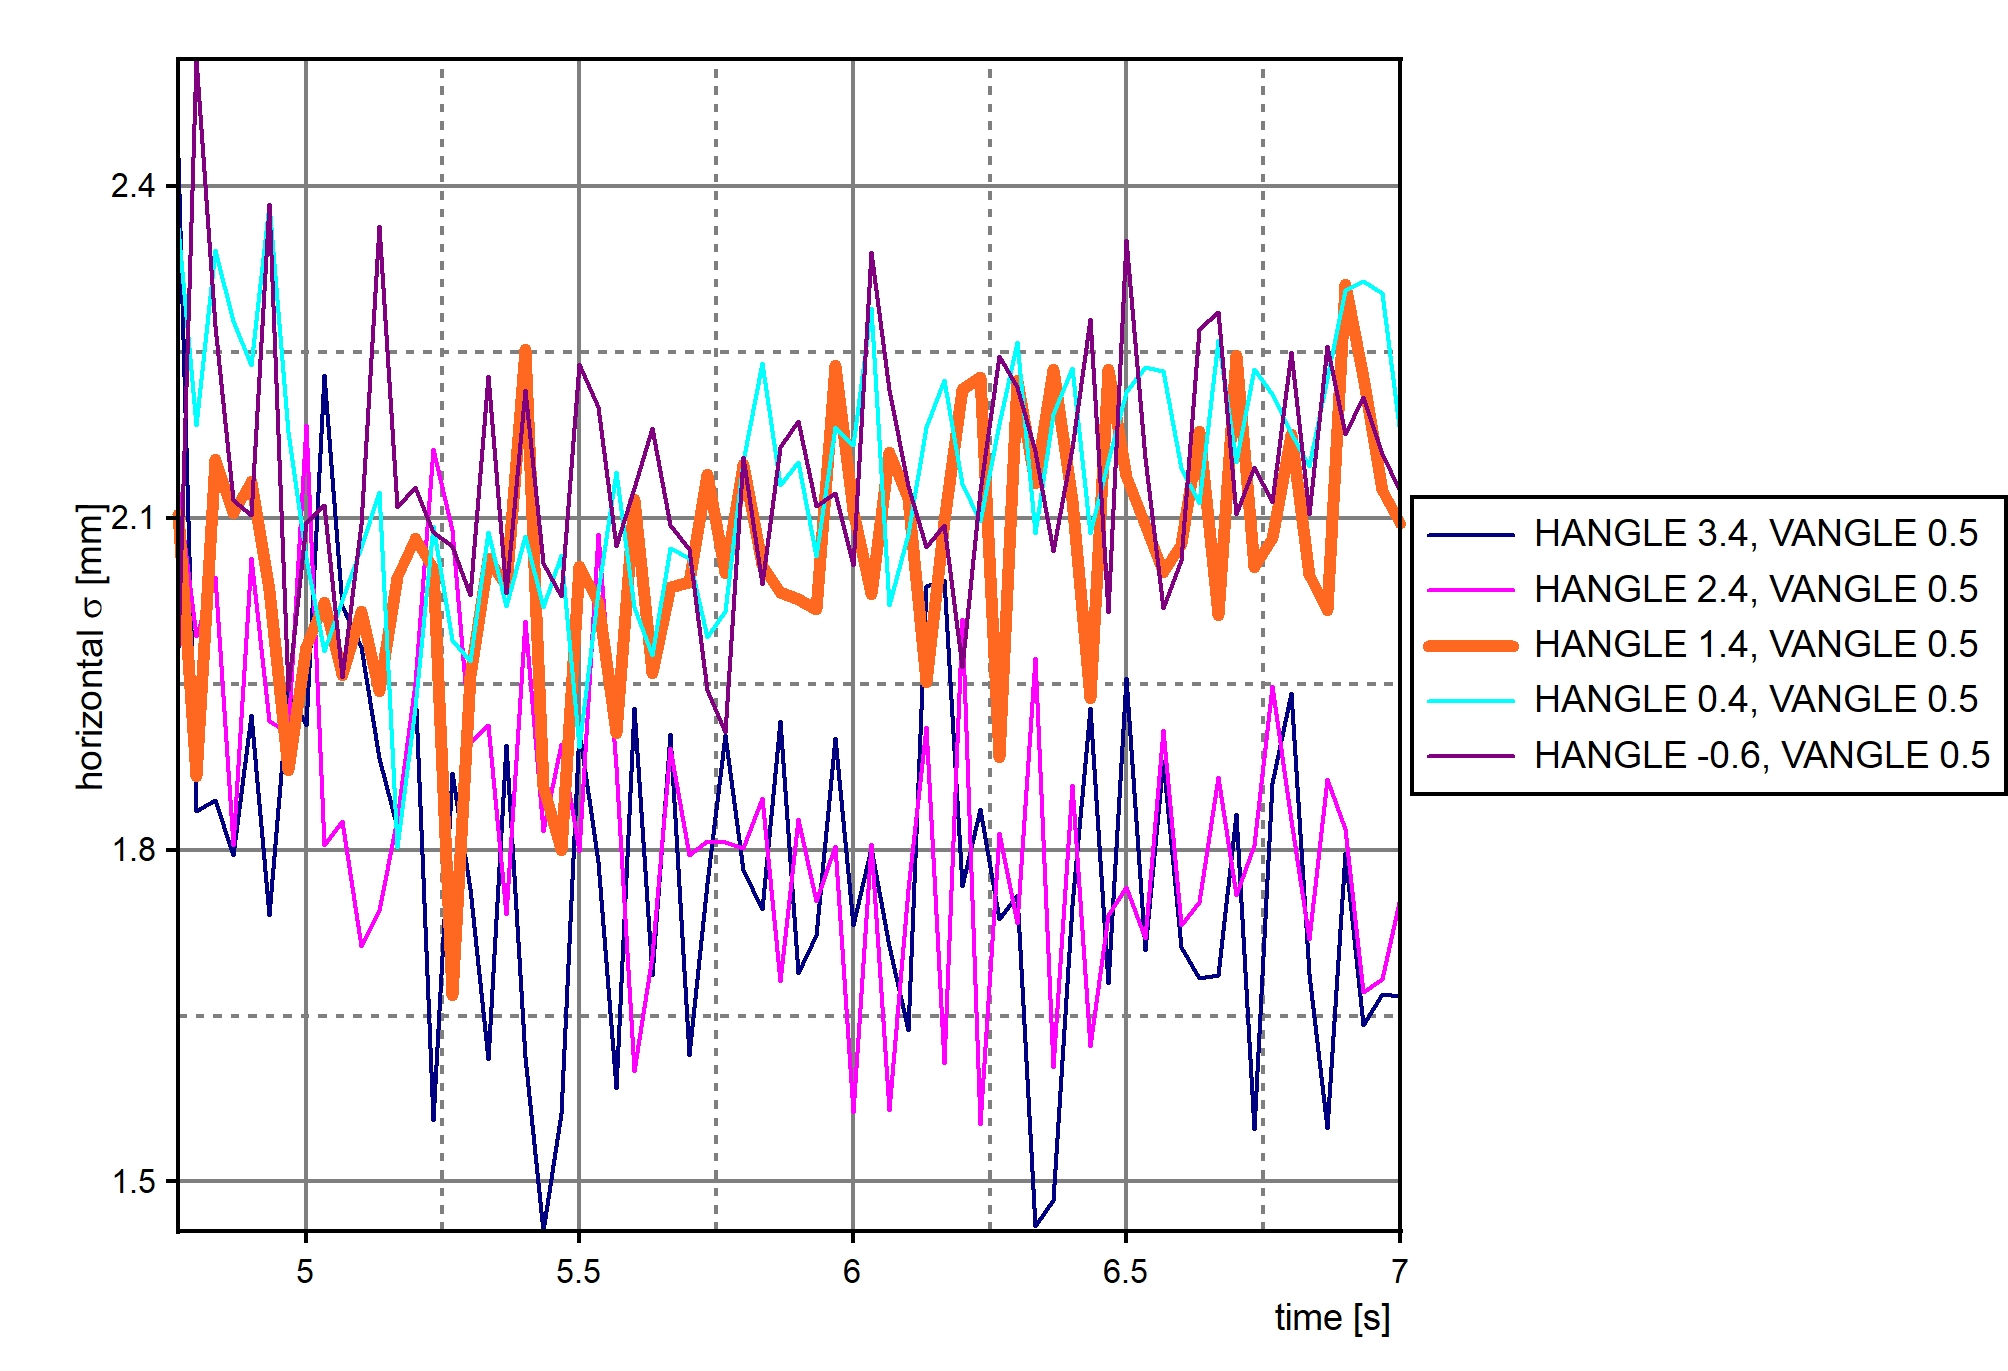 2.4
2.1
1.8
1.5
horizontal σ [mm]
5
5.5
6
6.5
7
time [s]
HANGLE 3.4, VANGLE 0.5
HANGLE 2.4, VANGLE 0.5
HANGLE 1.4, VANGLE 0.5
HANGLE 0.4, VANGLE 0.5
HANGLE -0.6, VANGLE 0.5